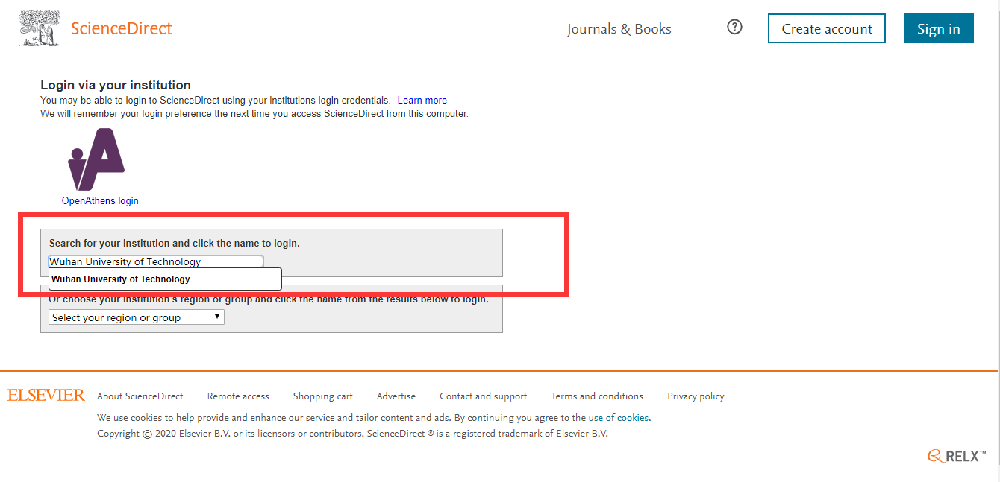 ScienceDirect
Journals & Books
?
Create account
Sign in
Login via your institution
You may be able to login to ScienceDirect using your institutions login credentials. Learn more
We will remember your login preference the next time you access ScienceDirect from this computer.
OpenAthens login
Search for your institution and click the name to login.
Wuhan University of Technology
Wuhan University of Technology
Or choose your institution's region or group and click the name from the results below to login.
Select your region or group
ELSEVIER
About ScienceDirect
Remote access
Shopping cart
Advertise
Contact and support
Terms and conditions
Privacy policy
We use cookies to help provide and enhance our service and tailor content and ads. By continuing you agree to the use of cookies.
Copyright © 2020 Elsevier B.V. or its licensors or contributors. ScienceDirect ® is a registered trademark of Elsevier B.V.
RELX™